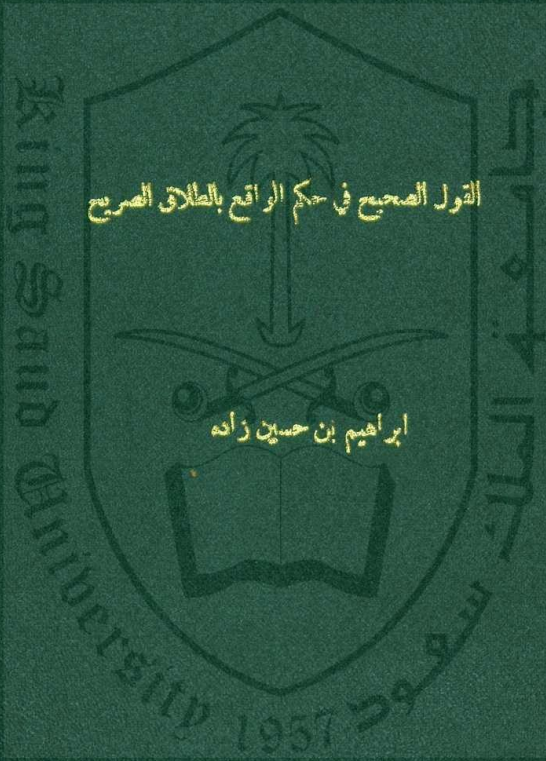 القول الصحيح في حكم الواقع بالطلاق الصريح
ابراهيم بن حسين زاده
King Saud University
1957
جامعة الملك سعود